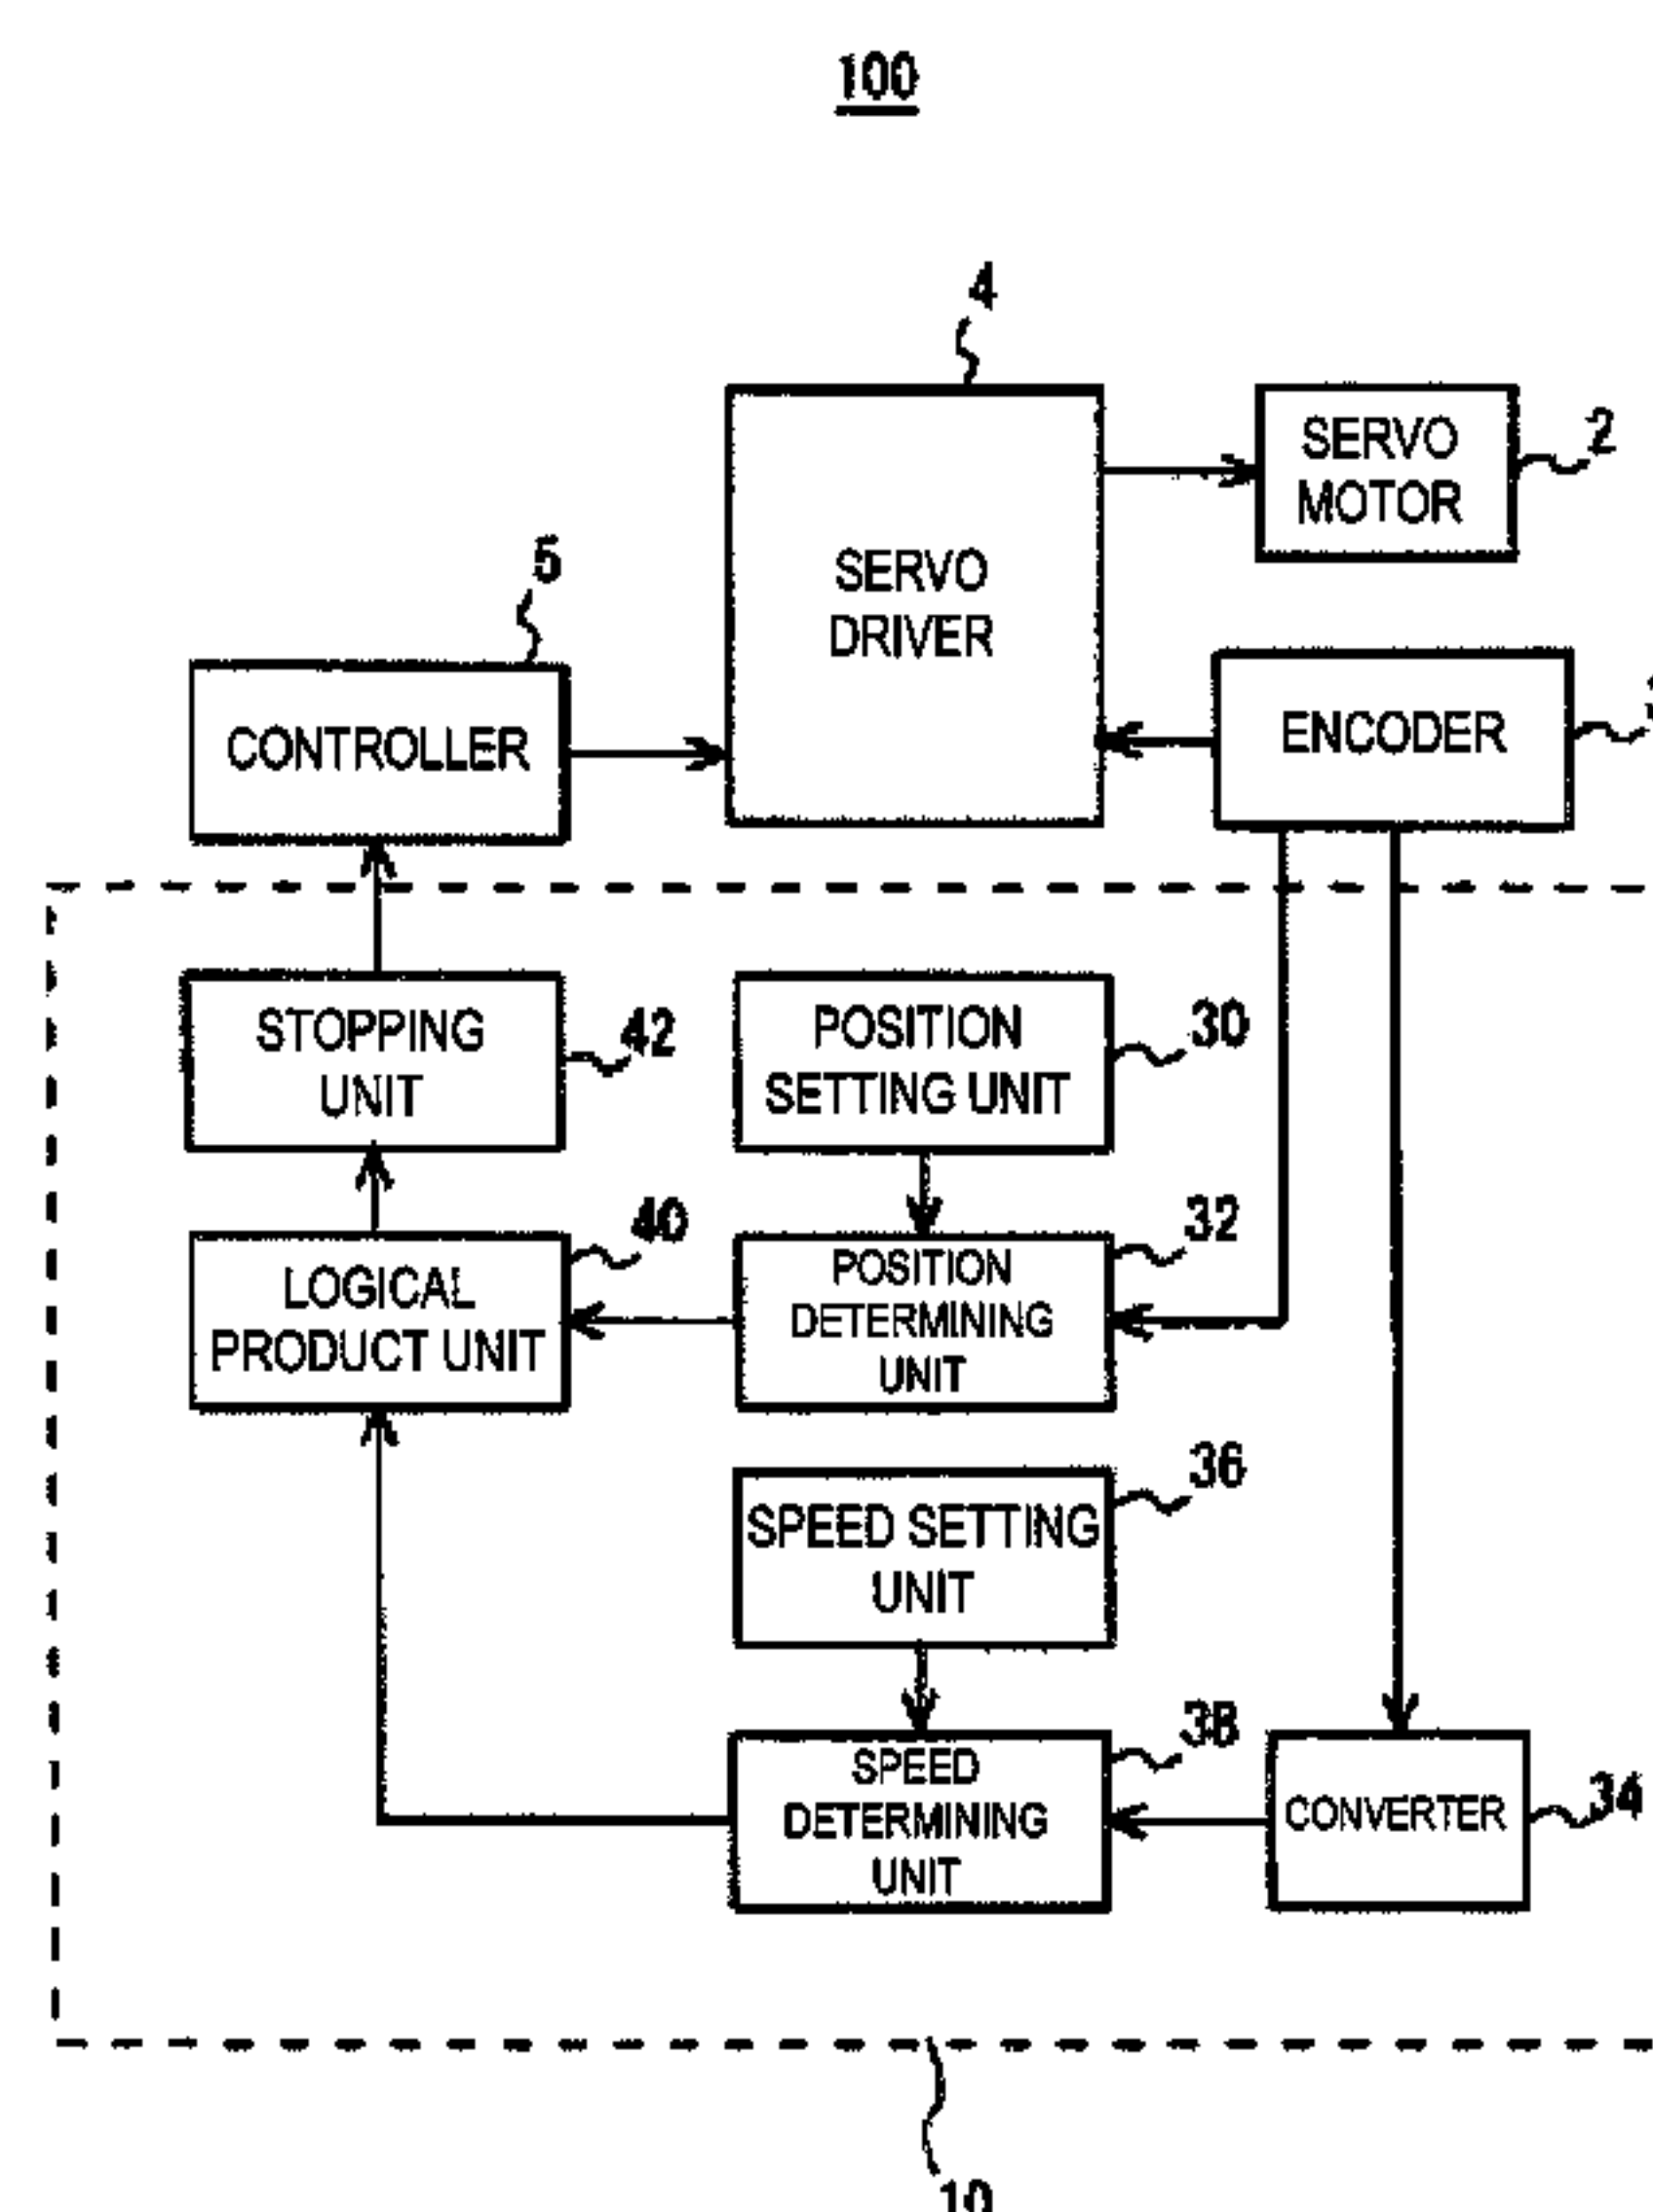 100
4
SERVO
MOTOR
2
SERVO
DRIVER
5
CONTROLLER
ENCODER
STOPPING
UNIT
42
POSITION
SETTING UNIT
30
LOGICAL
PRODUCT UNIT
40
POSITION
DETERMINING
UNIT
32
SPEED SETTING
UNIT
36
SPEED
DETERMINING
UNIT
38
CONVERTER
34
10